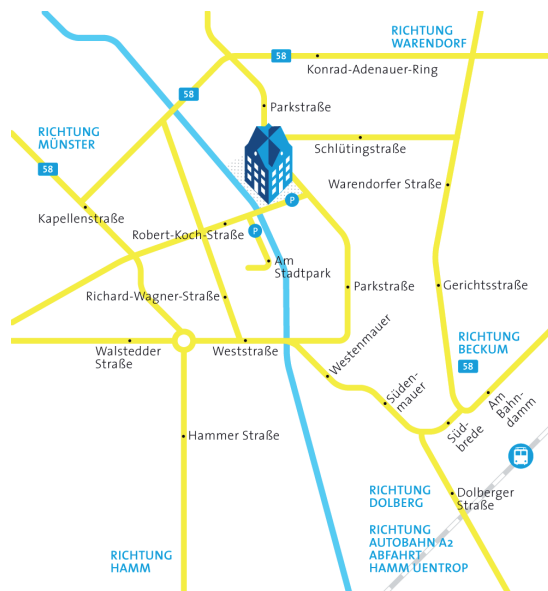 RICHTUNG
WARENDORF
58
Konrad-Adenauer-Ring
58
Parkstraße
RICHTUNG
MÜNSTER
58
Schlütingstraße
Warendorfer Straße
Kapellenstraße
P
Robert-Koch-Straße
P
Am
Stadtpark
Richard-Wagner-Straße
Parkstraße
Gerichtsstraße
Walstedder
Straße
Weststraße
Westenmauer
RICHTUNG
BECKUM
58
Süden-
mauer
Am
Bahn-
damm
Süd-
brede
Hammer Straße
RICHTUNG
DOLBERG
Dolberger
Straße
RICHTUNG
AUTOBAHN A2
ABFAHRT
HAMM UENTROP
RICHTUNG
HAMM